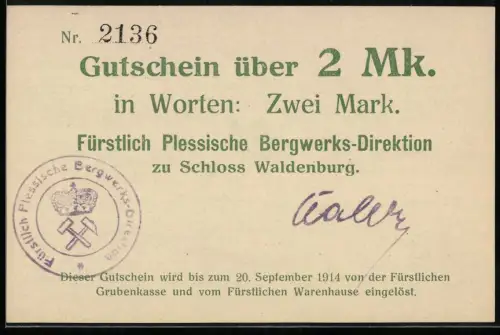 Nr. 2136
Gutschein über 2 Mk.
in Worten: Zwei Mark.
Fürstlich Plessische Bergwerks-Direktion
zu Schloss Waldenburg.
Fürstlich Plessische Bergwerks-Direktion
Dieser Gutschein wird bis zum 20. September 1914 von der Fürstlichen
Grubenkasse und vom Fürstlichen Warenhause eingelöst.